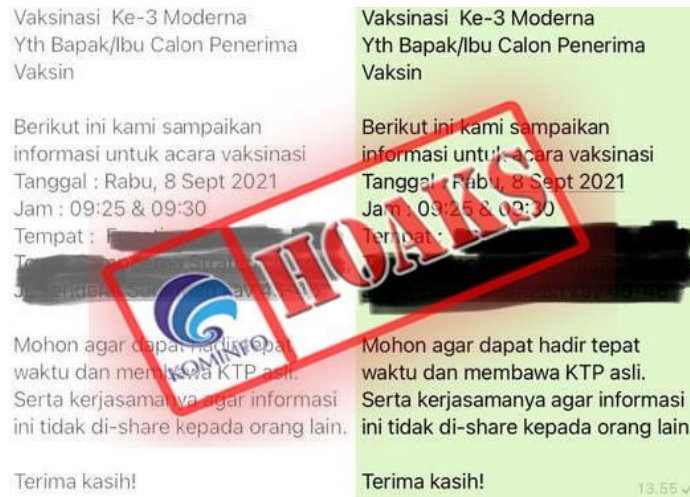 Vaksinasi Ke-3 Moderna
Yth Bapak/Ibu Calon Penerima
Vaksin
Berikut ini kami sampaikan
informasi untuk acara vaksinasi
Tanggal : Rabu, 8 Sept 2021
Jam : 09:25 & 09:30
Tempat :
Mohon agar dapat hadir tepat
waktu dan membawa KTP asli.
Serta kerjasamanya agar informasi
ini tidak di-share kepada orang lain.
Terima kasih!
Vaksinasi Ke-3 Moderna
Yth Bapak/Ibu Calon Penerima
Vaksin
Berikut ini kami sampaikan
informasi untuk acara vaksinasi
Tanggal : Rabu, 8 Sept 2021
Jam : 09:25 & 09:30
Tempat :
Mohon agar dapat hadir tepat
waktu dan membawa KTP asli.
Serta kerjasamanya agar informasi
ini tidak di-share kepada orang lain
Terima kasih!
13.55
KOMINFO
HOAKS